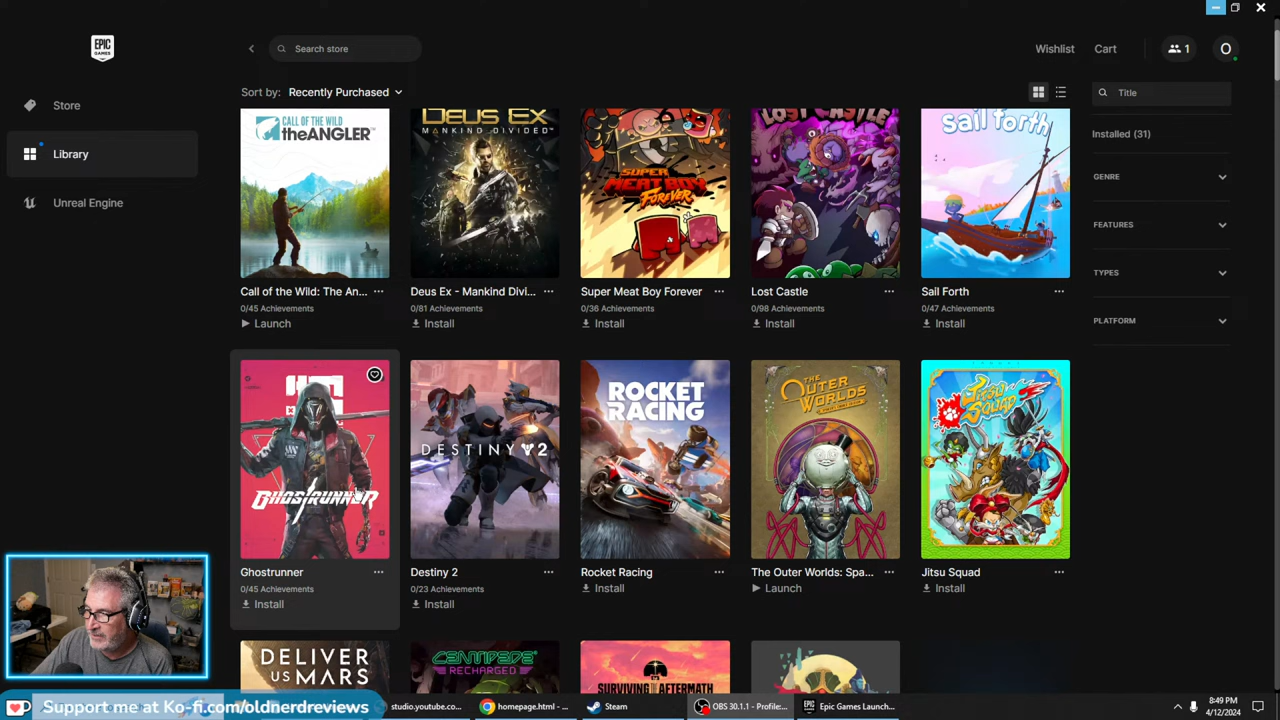 EPIC
GAMES
Search store
Wishlist
Cart
1
O
Store
Library
Unreal Engine
Sort by: Recently Purchased
Title
Installed (31)
GENRE
FEATURES
TYPES
PLATFORM
CALL OF THE WILD
theANGLER™
DEUS EX
MANKIND DIVIDED™
SUPER
MEAT BOY
FOREVER
LOST CASTLE
Sail forth
Call of the Wild: The An...
Deus Ex - Mankind Divi...
Super Meat Boy Forever
Lost Castle
Sail Forth
0/45 Achievements
0/81 Achievements
0/36 Achievements
0/98 Achievements
0/47 Achievements
Launch
Install
Install
Install
Install
GHOSTRUNNER
DESTINY 2
ROCKET
RACING
THE
OUTER
WORLDS
JITSU
SQUAD
Ghostrunner
Destiny 2
Rocket Racing
The Outer Worlds: Spa...
Jitsu Squad
0/45 Achievements
0/23 Achievements
Install
Launch
Install
Install
Install
DELIVER
US MARS
CENTIPEDE
RECHARGED
SURVIVING THE AFTERMATH
Support me at Ko-fi.com/oldnerdreviews
studio.youtube.co...
homepage.html - ...
Steam
OBS 30.1.1 - Profile:...
Epic Games Launc...
8:49 PM
4/12/2024